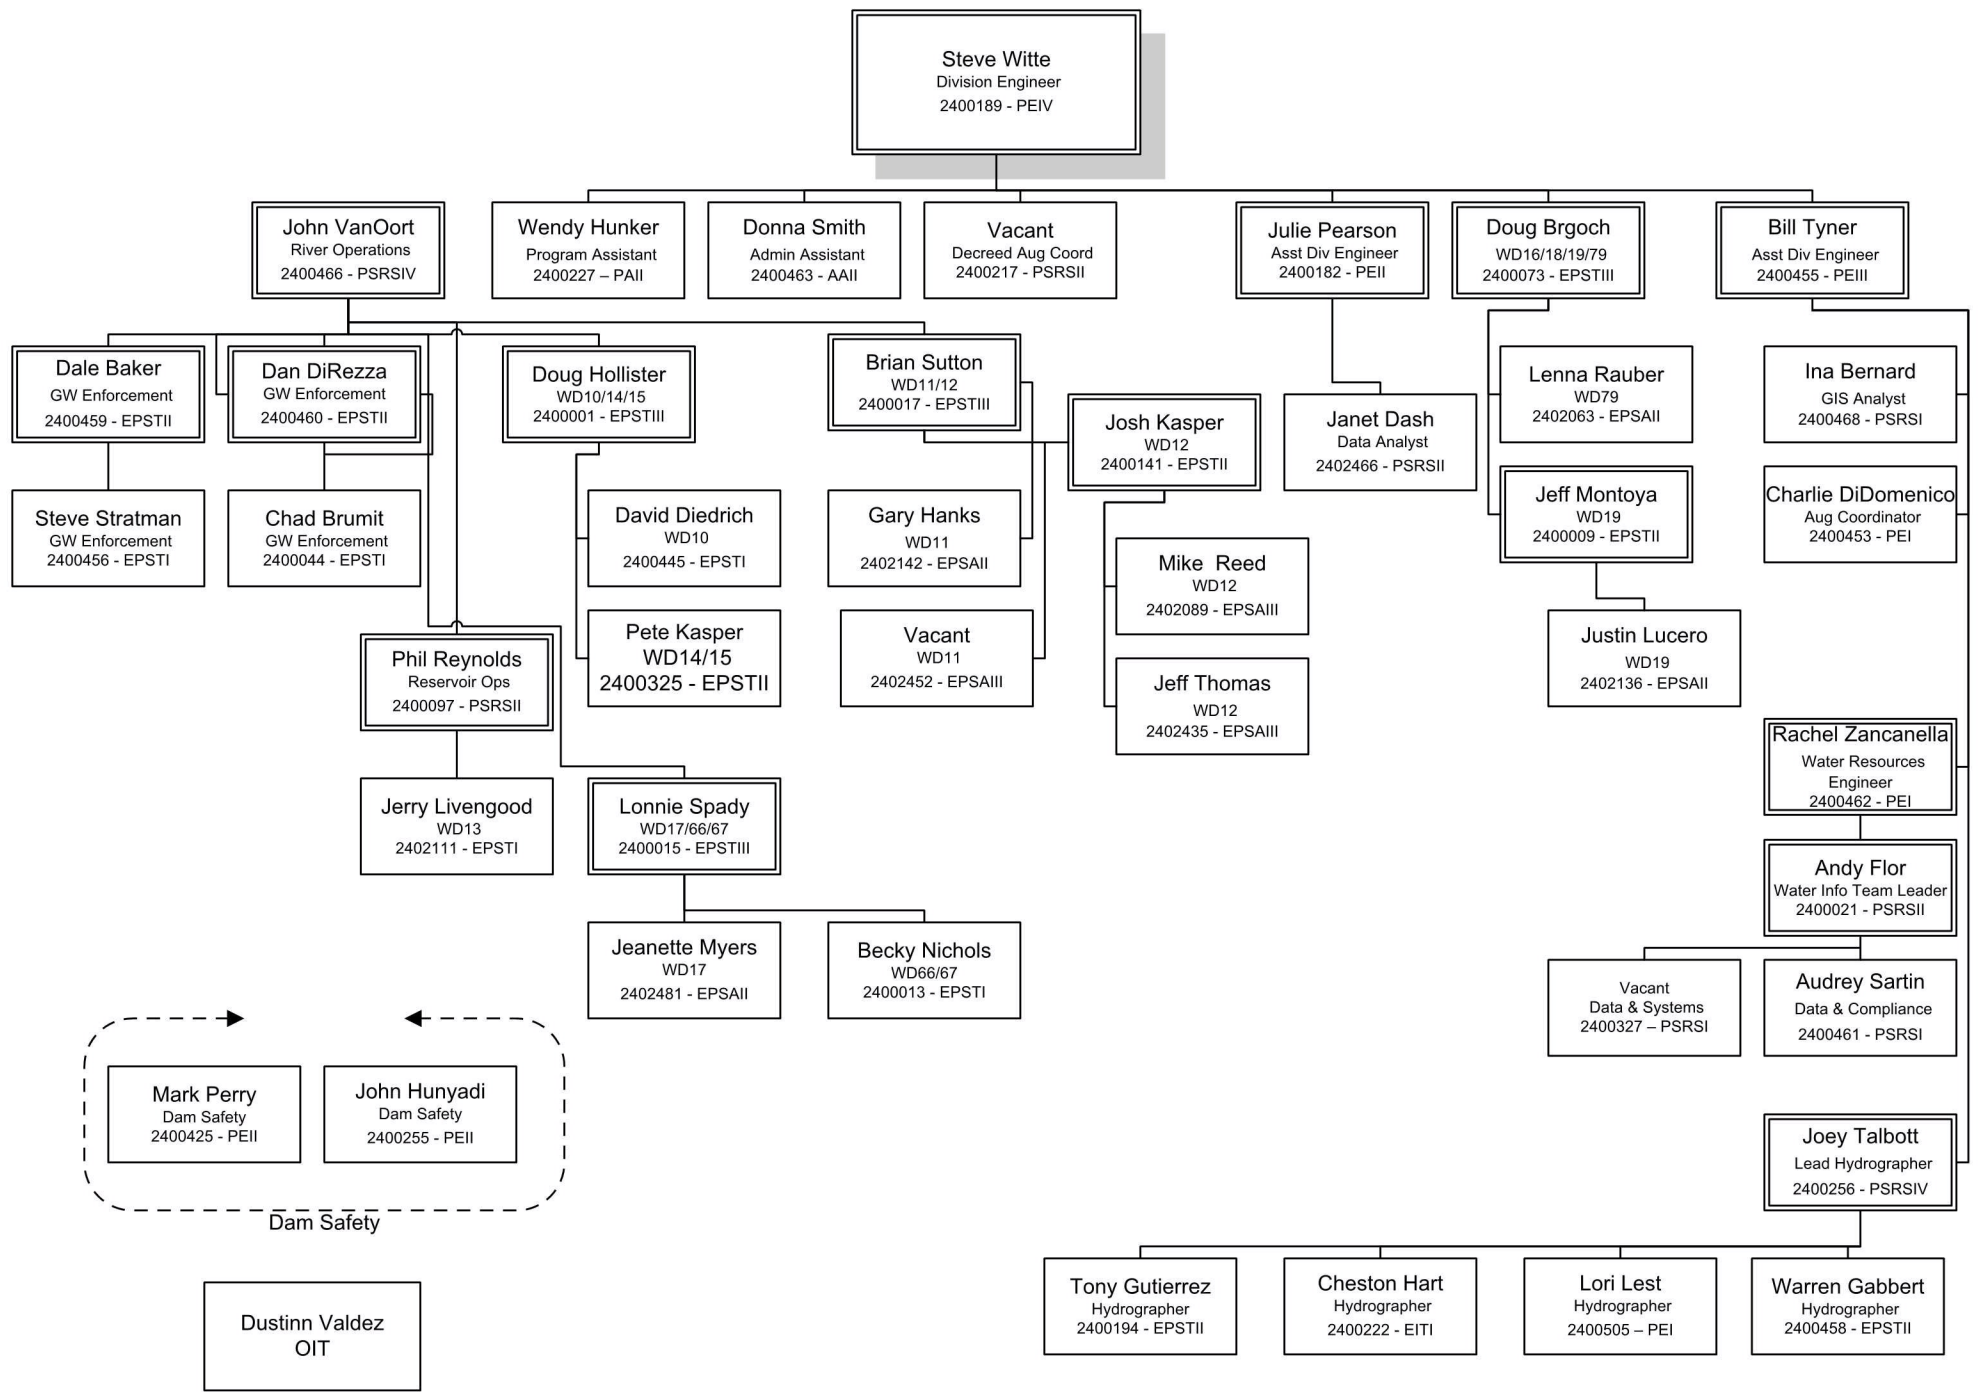 Steve Witte
Division Engineer
2400189 - PEIV
John VanOort
River Operations
2400466 - PSRSIV
Wendy Hunker
Program Assistant
2400227 – PAII
Donna Smith
Admin Assistant
2400463 - AAII
Vacant
Decreed Aug Coord
2400217 - PSRSII
Julie Pearson
Asst Div Engineer
2400182 - PEII
Doug Brgoch
WD16/18/19/79
2400073 - EPSTIII
Bill Tyner
Asst Div Engineer
2400455 - PEIII
Dale Baker
GW Enforcement
2400459 - EPSTII
Dan DiRezza
GW Enforcement
2400460 - EPSTII
Doug Hollister
WD10/14/15
2400001 - EPSTIII
Brian Sutton
WD11/12
2400017 - EPSTIII
Josh Kasper
WD12
2400141 - EPSTII
Janet Dash
Data Analyst
2402466 - PSRSII
Lenna Rauber
WD79
2402063 - EPSAII
Ina Bernard
GIS Analyst
2400468 - PSRSI
Steve Stratman
GW Enforcement
2400456 - EPSTI
Chad Brumit
GW Enforcement
2400044 - EPSTI
David Diedrich
WD10
2400445 - EPSTI
Gary Hanks
WD11
2402142 - EPSAII
Mike  Reed
WD12
2402089 - EPSAIII
Jeff Montoya
WD19
2400009 - EPSTII
Charlie DiDomenico
Aug Coordinator
2400453 - PEI
Phil Reynolds
Reservoir Ops
2400097 - PSRSII
Pete Kasper
WD14/15
2400325 - EPSTII
Vacant
WD11
2402452 - EPSAIII
Jeff Thomas
WD12
2402435 - EPSAIII
Justin Lucero
WD19
2402136 - EPSAII
Rachel Zancanella
Water Resources
Engineer
2400462 - PEI
Jerry Livengood
WD13
2402111 - EPSTI
Lonnie Spady
WD17/66/67
2400015 - EPSTIII
Andy Flor
Water Info Team Leader
2400021 - PSRSII
Jeanette Myers
WD17
2402481 - EPSAII
Becky Nichols
WD66/67
2400013 - EPSTI
Vacant
Data & Systems
2400327 – PSRSI
Audrey Sartin
Data & Compliance
2400461 - PSRSI
Mark Perry
Dam Safety
2400425 - PEII
John Hunyadi
Dam Safety
2400255 - PEII
Dam Safety
Joey Talbott
Lead Hydrographer
2400256 - PSRSIV
Dustinn Valdez
OIT
Tony Gutierrez
Hydrographer
2400194 - EPSTII
Cheston Hart
Hydrographer
2400222 - EITI
Lori Lest
Hydrographer
2400505 – PEI
Warren Gabbert
Hydrographer
2400458 - EPSTII